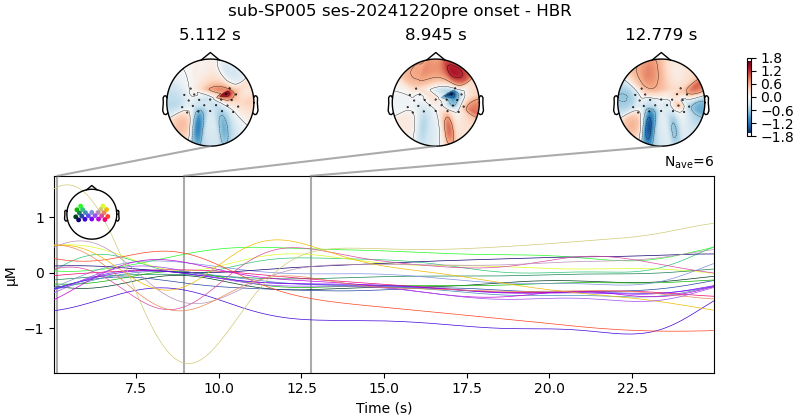 sub-SP005 ses-20241220pre onset - HBR
5.112 s
8.945 s
12.779 s
1.8
1.2
0.6
0.0
−0.6
−1.2
−1.8
Nave=6
1
0
−1
µM
7.5 10.0 12.5 15.0 17.5 20.0 22.5
Time (s)